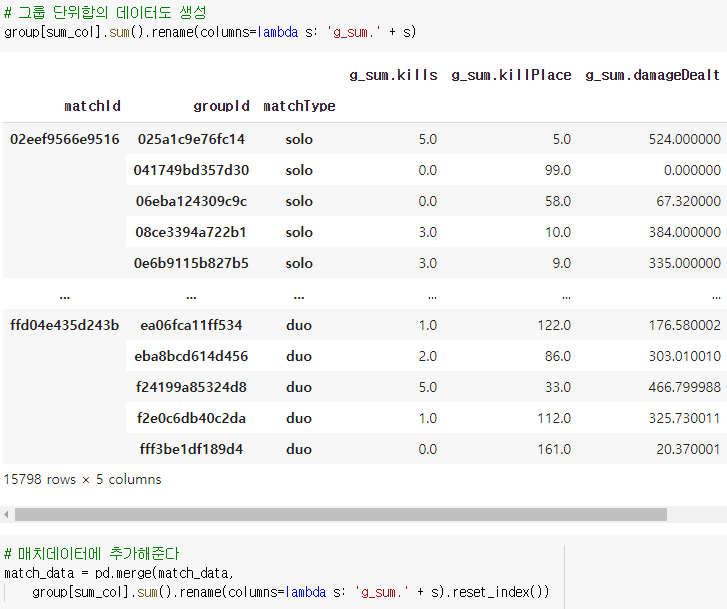 # 그룹 단위합의 데이터도 생성
group[sum_col].sum().rename(columns=lambda s: 'g_sum.' + s)
g_sum.kills g_sum.killPlace g_sum.damageDealt
matchId groupId matchType
02eef9566e9516 025a1c9e76fc14 solo 5.0 5.0 524.000000
041749bd357d30 solo 0.0 99.0 0.000000
06eba124309c9c solo 0.0 58.0 67.320000
08ce3394a722b1 solo 3.0 10.0 384.000000
0e6b9115b827b5 solo 3.0 9.0 335.000000
... ... ... ... ... ...
ffd04e435d243b ea06fca11ff534 duo 1.0 122.0 176.580002
eba8bcd614d456 duo 2.0 86.0 303.010010
f24199a85324d8 duo 5.0 33.0 466.799988
f2e0c6db40c2da duo 1.0 112.0 325.730011
fff3be1df189d4 duo 0.0 161.0 20.370001
15798 rows × 5 columns
# 매치데이터에 추가해준다
match_data = pd.merge(match_data,
group[sum_col].sum().rename(columns=lambda s: 'g_sum.' + s).reset_index())